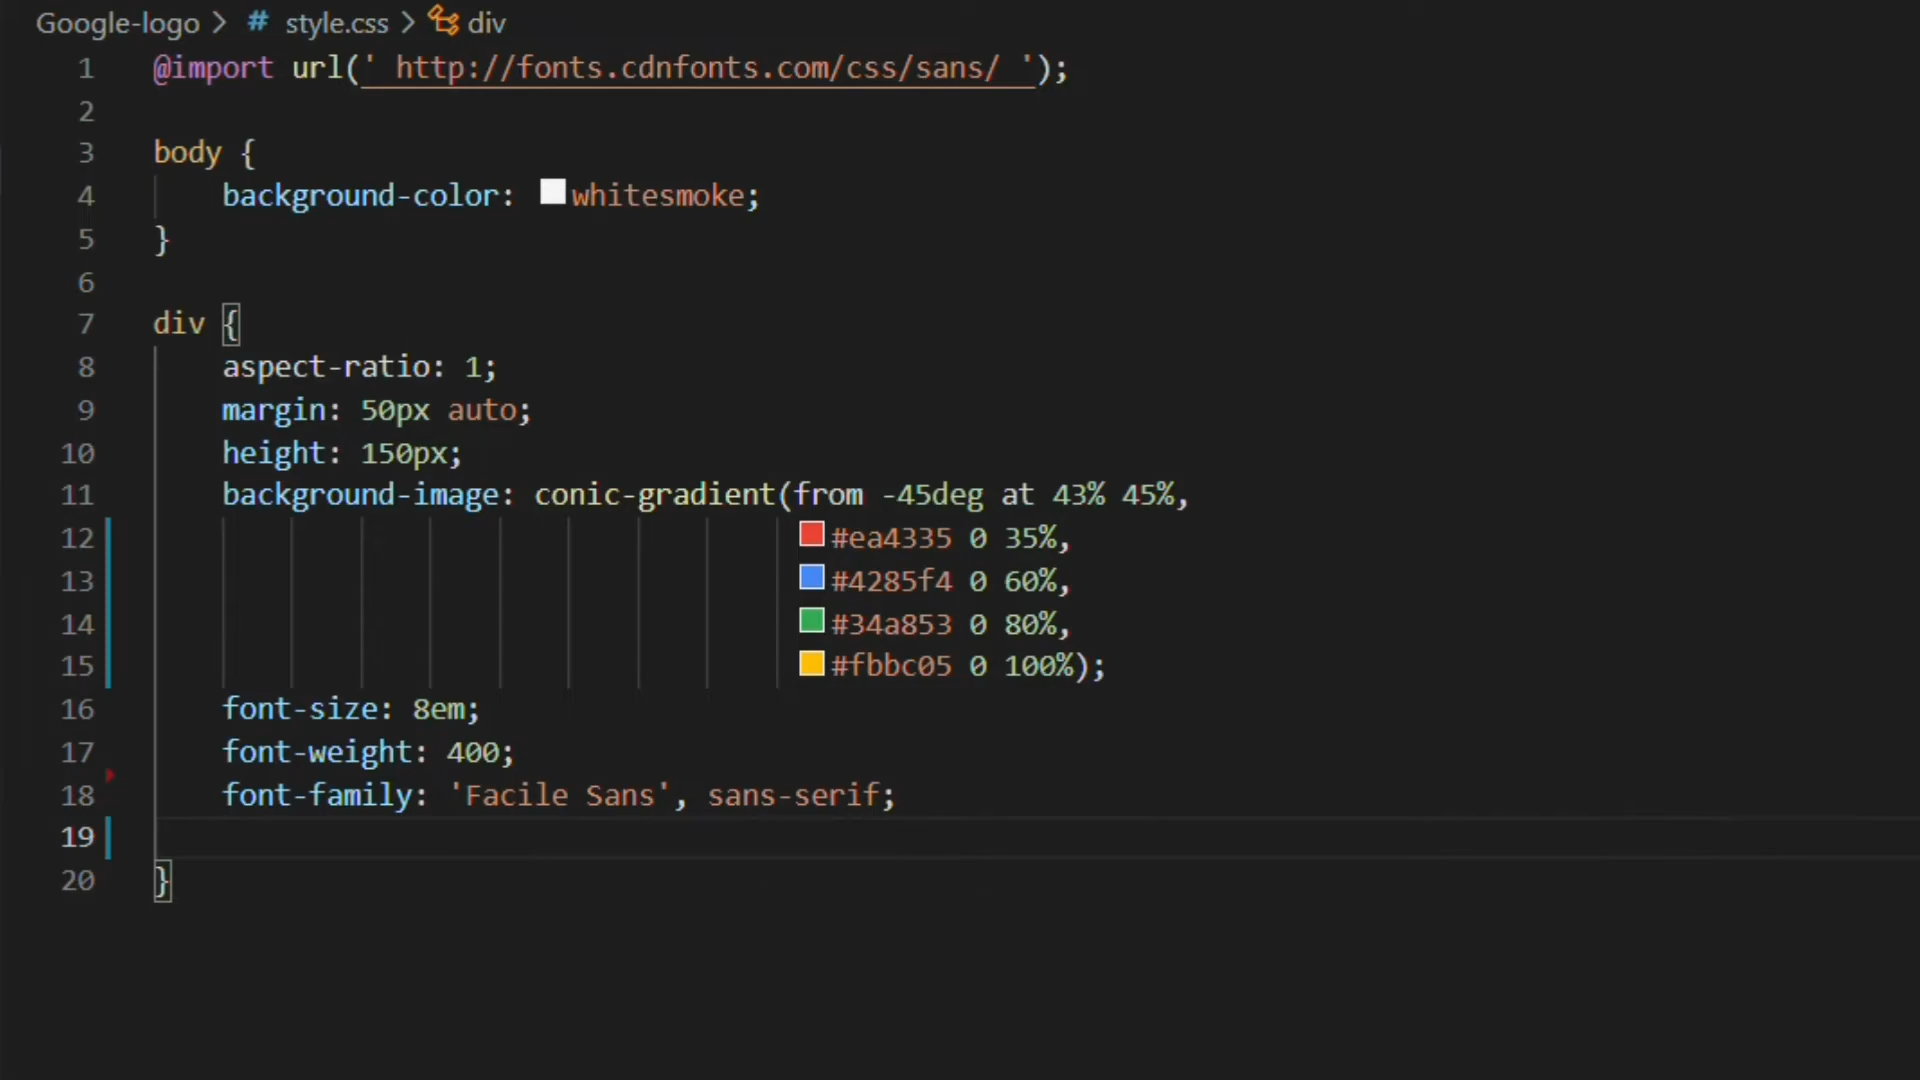 Google-logo > # style.css > div
1 @import url(' http://fonts.cdnfonts.com/css/sans/ ');
2
3 body {
4 background-color: whitesmoke;
5 }
6
7 div {
8 aspect-ratio: 1;
9 margin: 50px auto;
10 height: 150px;
11 background-image: conic-gradient(from -45deg at 43% 45%,
12 #ea4335 0 35%,
13 #4285f4 0 60%,
14 #34a853 0 80%,
15 #fbbc05 0 100%);
16 font-size: 8em;
17 font-weight: 400;
18 font-family: 'Facile Sans', sans-serif;
19
20 }